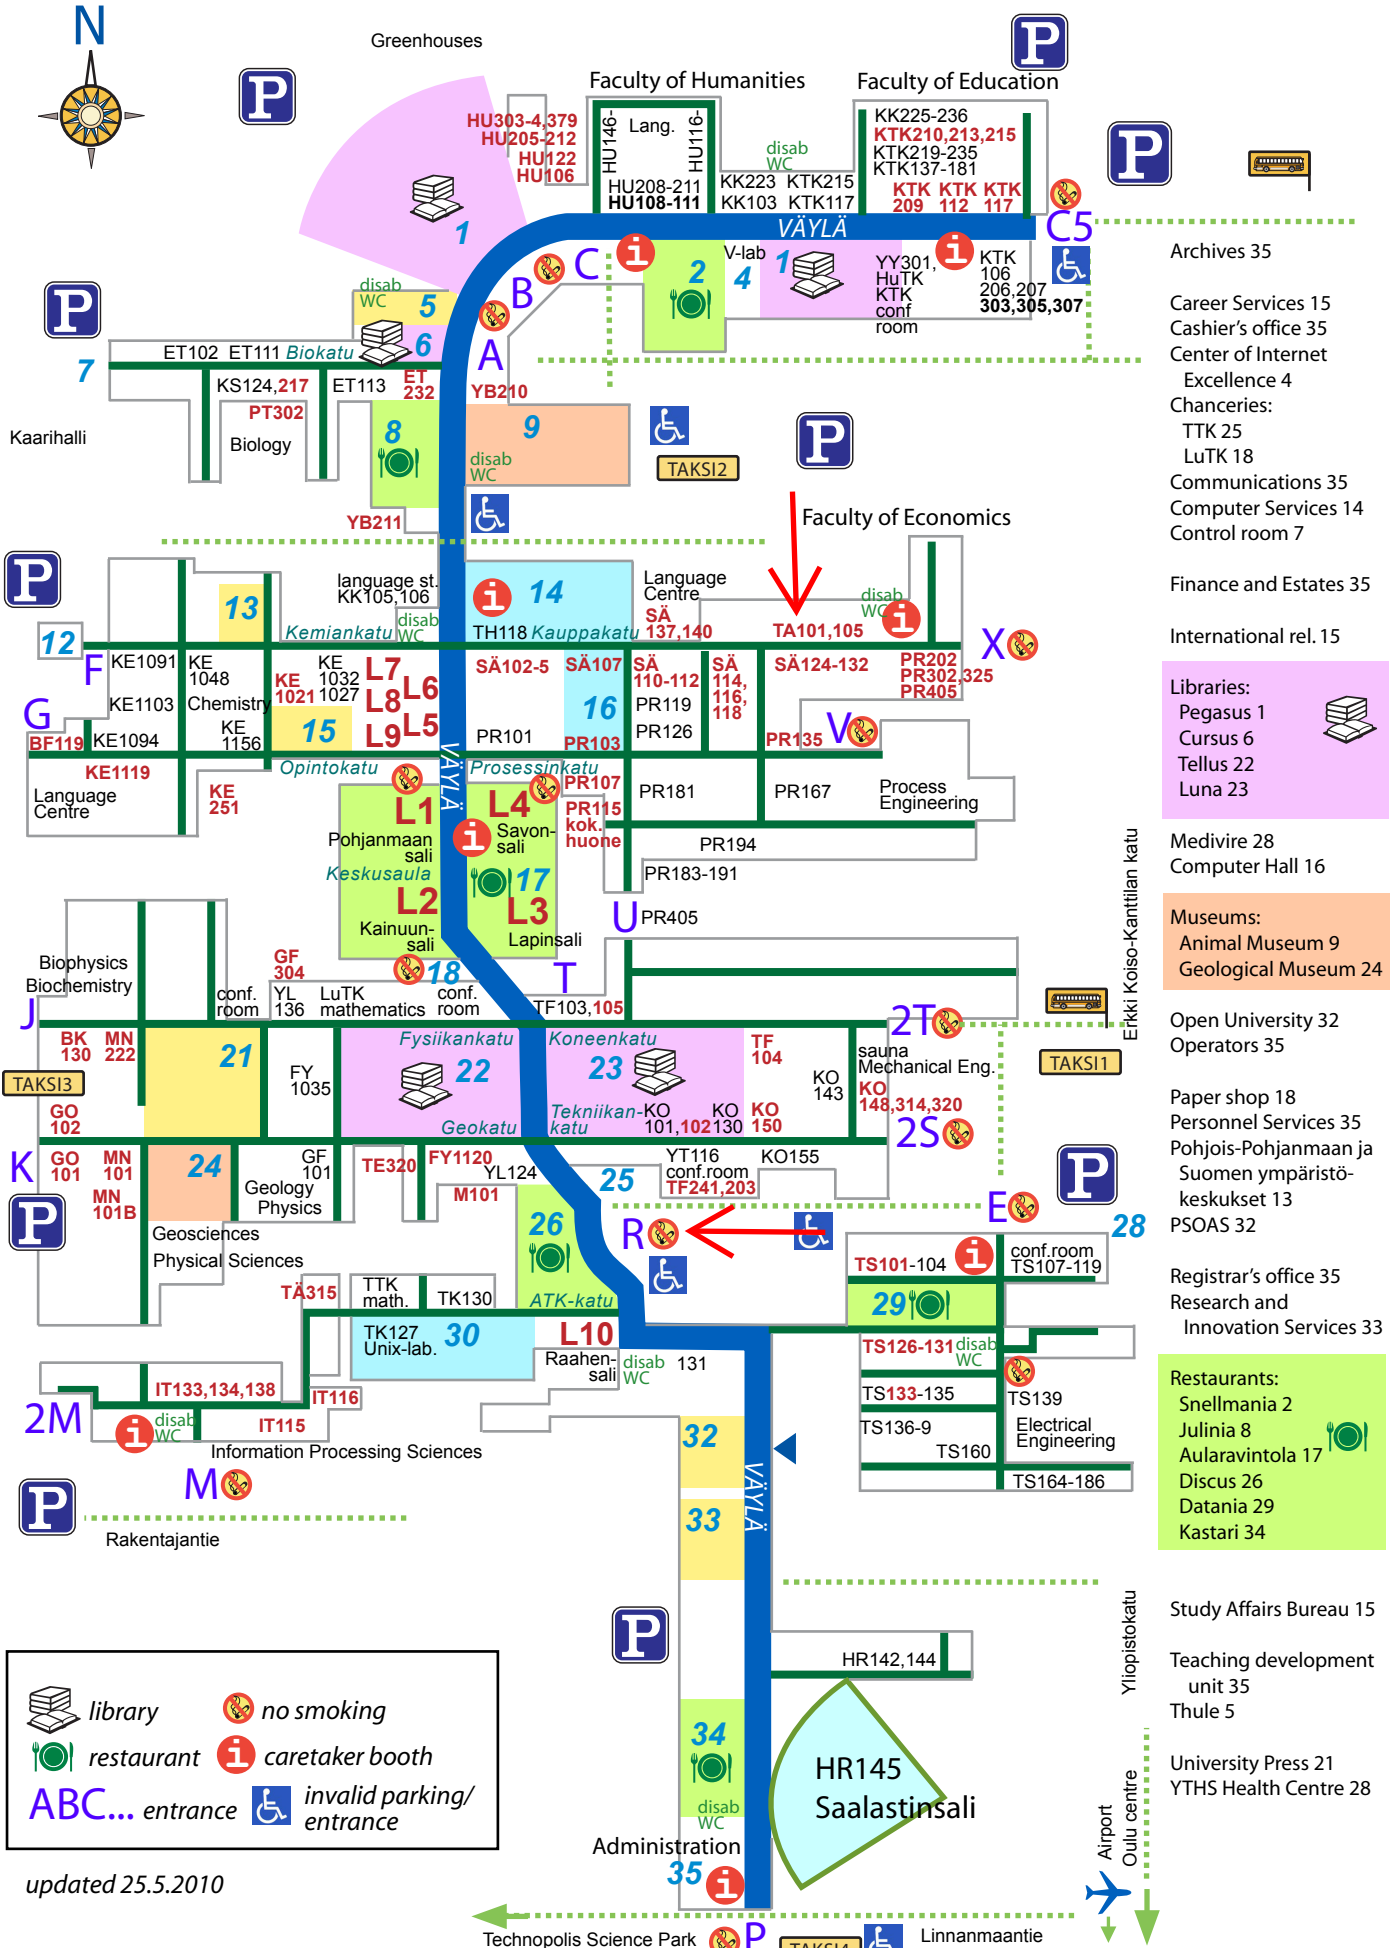 N
Greenhouses
P
P
P
P
P
P
P
P
P
P
P
Faculty of Humanities
Faculty of Education
HU303-4,379
HU205-212
HU122
HU106
HU146-
Lang.
HU116-
HU208-211
HU108-111
disab
WC
KK223 KTK215
KK103 KTK117
KK225-236
KTK210,213,215
KTK219-235
KTK137-181
KTK KTK KTK
209 112 117
VÄYLÄ
C5
1
C
B
A
2
V-lab
4
1
YY301,
HuTK
KTK
conf
room
KTK
106
206,207
303,305,307
disab
WC
5
6
7
ET102 ET111 Biokatu
KS124,217
ET113
ET
232
PT302
Biology
Kaarihalli
8
YB210
9
disab
WC
TAKSI2
YB211
Faculty of Economics
language st.
KK105,106
disab
WC
14
TH118 Kauppakatu
Language
Centre
SÄ
137,140
TA101,105
disab
WC
12
13
Kemiankatu
F
KE1091
KE
1048
KE
1032
1027
KE
1021
KE1103
Chemistry
L7
L8
L9
L6
L5
SÄ102-5
SÄ107
SÄ
110-112
SÄ
114,
116,
118
SÄ124-132
PR202
PR302,325
PR405
X
G
BF119
KE1094
KE
1156
15
16
PR119
PR126
PR101
PR103
PR135
V
VÄYLÄ
KE1119
Language
Centre
KE
251
Opintokatu
Prosessinkatu
PR107
PR115
kok.
huone
PR181
PR167
Process
Engineering
PR194
PR183-191
L1
Pohjanmaan
sali
Keskusaula
L2
Kainuun-
sali
L4
Savon-
sali
17
L3
Lapinsali
18
U
PR405
T
Biophysics
Biochemistry
conf.
room
GF
304
YL
136
LuTK
mathematics
conf.
room
TF103,105
J
BK
130
MN
222
TAKSI3
21
FY
1035
Fysiikankatu
22
Geokatu
Koneenkatu
23
Tekniikan-
katu
KO
101,102
KO
130
KO
150
TF
104
KO
143
sauna
Mechanical Eng.
KO
148,314,320
2T
2S
TAKSI1
Erkki Koiso-Kanttilan katu
GO
102
K
GO
101
MN
101
MN
101B
24
GF
101
Geology
Physics
Geosciences
Physical Sciences
TE320
FY1120
M101
YL124
25
YT116
conf.room
TF241,203
KO155
26
R
E
28
TS101-104
conf.room
TS107-119
29
TÄ315
TTK
math.
TK130
ATK-katu
TK127
Unix-lab.
30
L10
Raahen-
sali
disab
WC
131
TS126-131
disab
WC
TS133-135
TS139
TS136-9
Electrical
Engineering
TS160
TS164-186
IT133,134,138
IT116
IT115
2M
disab
WC
Information Processing Sciences
M
Rakentajantie
32
33
VÄYLÄ
HR142,144
34
disab
WC
HR145
Saalastinsali
Administration
35
Technopolis Science Park
P
TAKSI4
Linnanmaantie
Yliopistokatu
Airport
Oulu centre
library
no smoking
restaurant
caretaker booth
ABC... entrance
invalid parking/
entrance
updated 25.5.2010
Archives 35
Career Services 15
Cashier's office 35
Center of Internet
Excellence 4
Chanceries:
TTK 25
LuTK 18
Communications 35
Computer Services 14
Control room 7
Finance and Estates 35
International rel. 15
Libraries:
Pegasus 1
Cursus 6
Tellus 22
Luna 23
Medivire 28
Computer Hall 16
Museums:
Animal Museum 9
Geological Museum 24
Open University 32
Operators 35
Paper shop 18
Personnel Services 35
Pohjois-Pohjanmaan ja
Suomen ympäristö-
keskukset 13
PSOAS 32
Registrar's office 35
Research and
Innovation Services 33
Restaurants:
Snellmania 2
Julinia 8
Aularavintola 17
Discus 26
Datania 29
Kastari 34
Study Affairs Bureau 15
Teaching development
unit 35
Thule 5
University Press 21
YTHS Health Centre 28